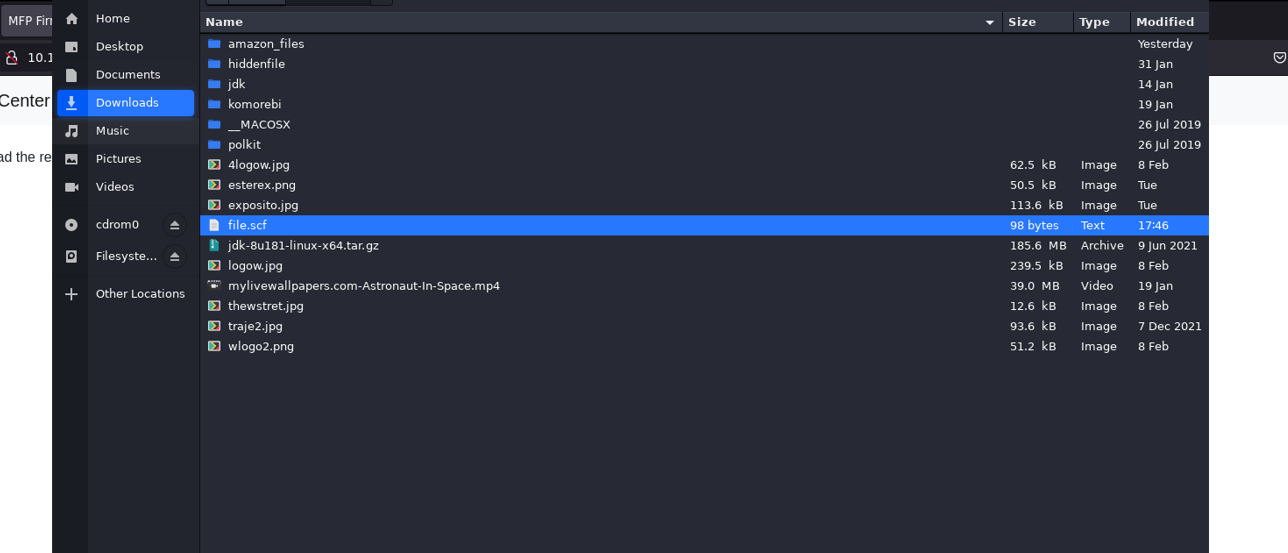 MFP Fir
10.1
Center
ad the re
Home
Desktop
Documents
Downloads
Music
Pictures
Videos
cdrom0
Filesyste...
Other Locations
Name Size Type Modified
amazon_files Yesterday
hiddenfile 31 Jan
jdk 14 Jan
komorebi 19 Jan
__MACOSX 26 Jul 2019
polkit 26 Jul 2019
4logow.jpg 62.5 kB Image 8 Feb
esterex.png 50.5 kB Image Tue
exposito.jpg 113.6 kB Image Tue
file.scf 98 bytes Text 17:46
jdk-8u181-linux-x64.tar.gz 185.6 MB Archive 9 Jun 2021
logow.jpg 239.5 kB Image 8 Feb
mylivewallpapers.com-Astronaut-In-Space.mp4 39.0 MB Video 19 Jan
thewstret.jpg 12.6 kB Image 8 Feb
traje2.jpg 93.6 kB Image 7 Dec 2021
wlogo2.png 51.2 kB Image 8 Feb